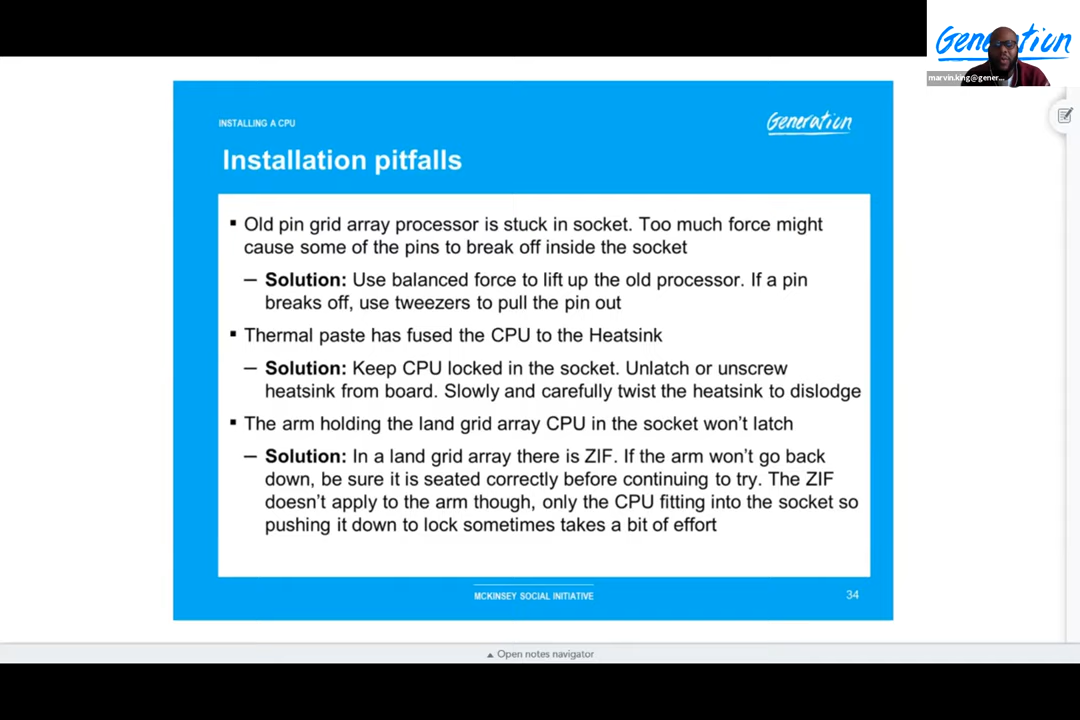 Generation
marvin.king@gener...
INSTALLING A CPU
Generation
Installation pitfalls
▪ Old pin grid array processor is stuck in socket. Too much force might
cause some of the pins to break off inside the socket
– Solution: Use balanced force to lift up the old processor. If a pin
breaks off, use tweezers to pull the pin out
▪ Thermal paste has fused the CPU to the Heatsink
– Solution: Keep CPU locked in the socket. Unlatch or unscrew
heatsink from board. Slowly and carefully twist the heatsink to dislodge
▪ The arm holding the land grid array CPU in the socket won't latch
– Solution: In a land grid array there is ZIF. If the arm won't go back
down, be sure it is seated correctly before continuing to try. The ZIF
doesn't apply to the arm though, only the CPU fitting into the socket so
pushing it down to lock sometimes takes a bit of effort
MCKINSEY SOCIAL INITIATIVE
34
▲ Open notes navigator